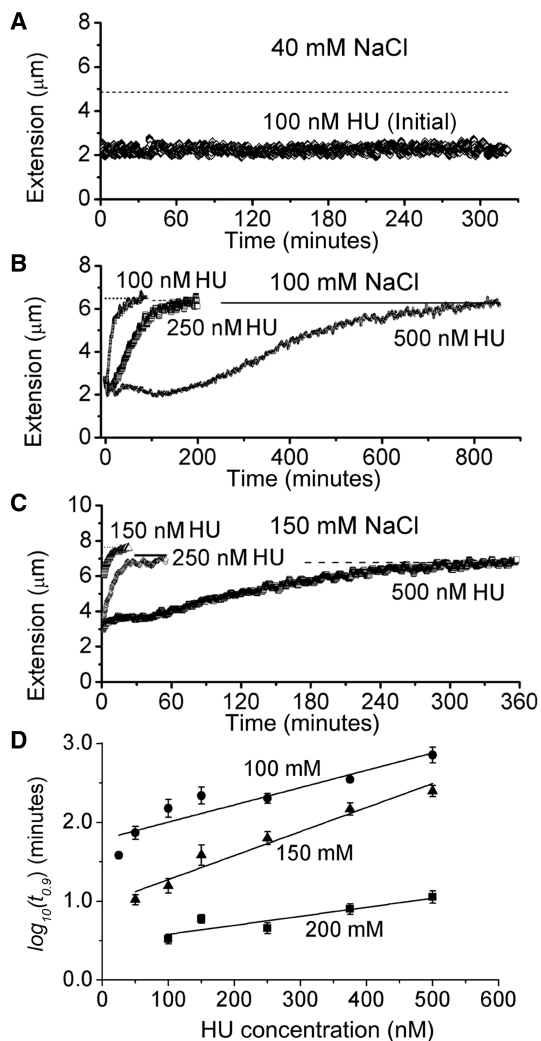 A
8
6
4
2
0
Extension (μm)
40 mM NaCl
100 nM HU (Initial)
0 60 120 180 240 300
Time (minutes)
B
8
6
4
2
0
Extension (μm)
100 nM HU
100 mM NaCl
250 nM HU
500 nM HU
0 200 400 600 800
Time (minutes)
C
10
8
6
4
2
0
Extension (μm)
150 nM HU
150 mM NaCl
250 nM HU
500 nM HU
0 60 120 180 240 300 360
Time (minutes)
D
3.0
2.0
1.0
0.0
log10(t0.9) (minutes)
100 mM
150 mM
200 mM
0 100 200 300 400 500 600
HU concentration (nM)